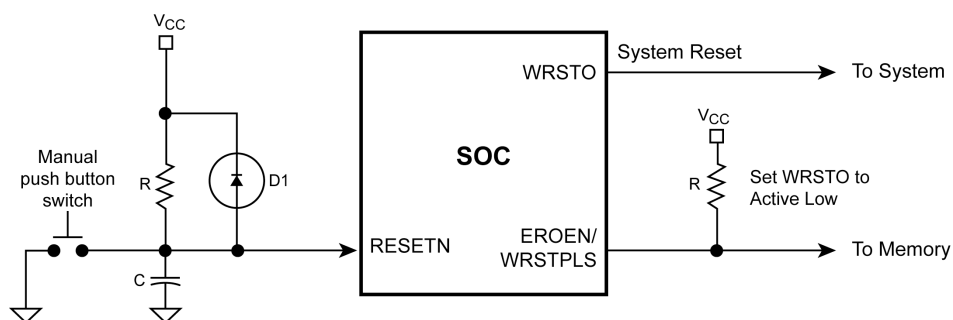 VCC
Manual
push button
switch
R
D1
C
RESETN
SOC
WRSTO
EROEN/
WRSTPLS
System Reset
To System
VCC
R
Set WRSTO to
Active Low
To Memory